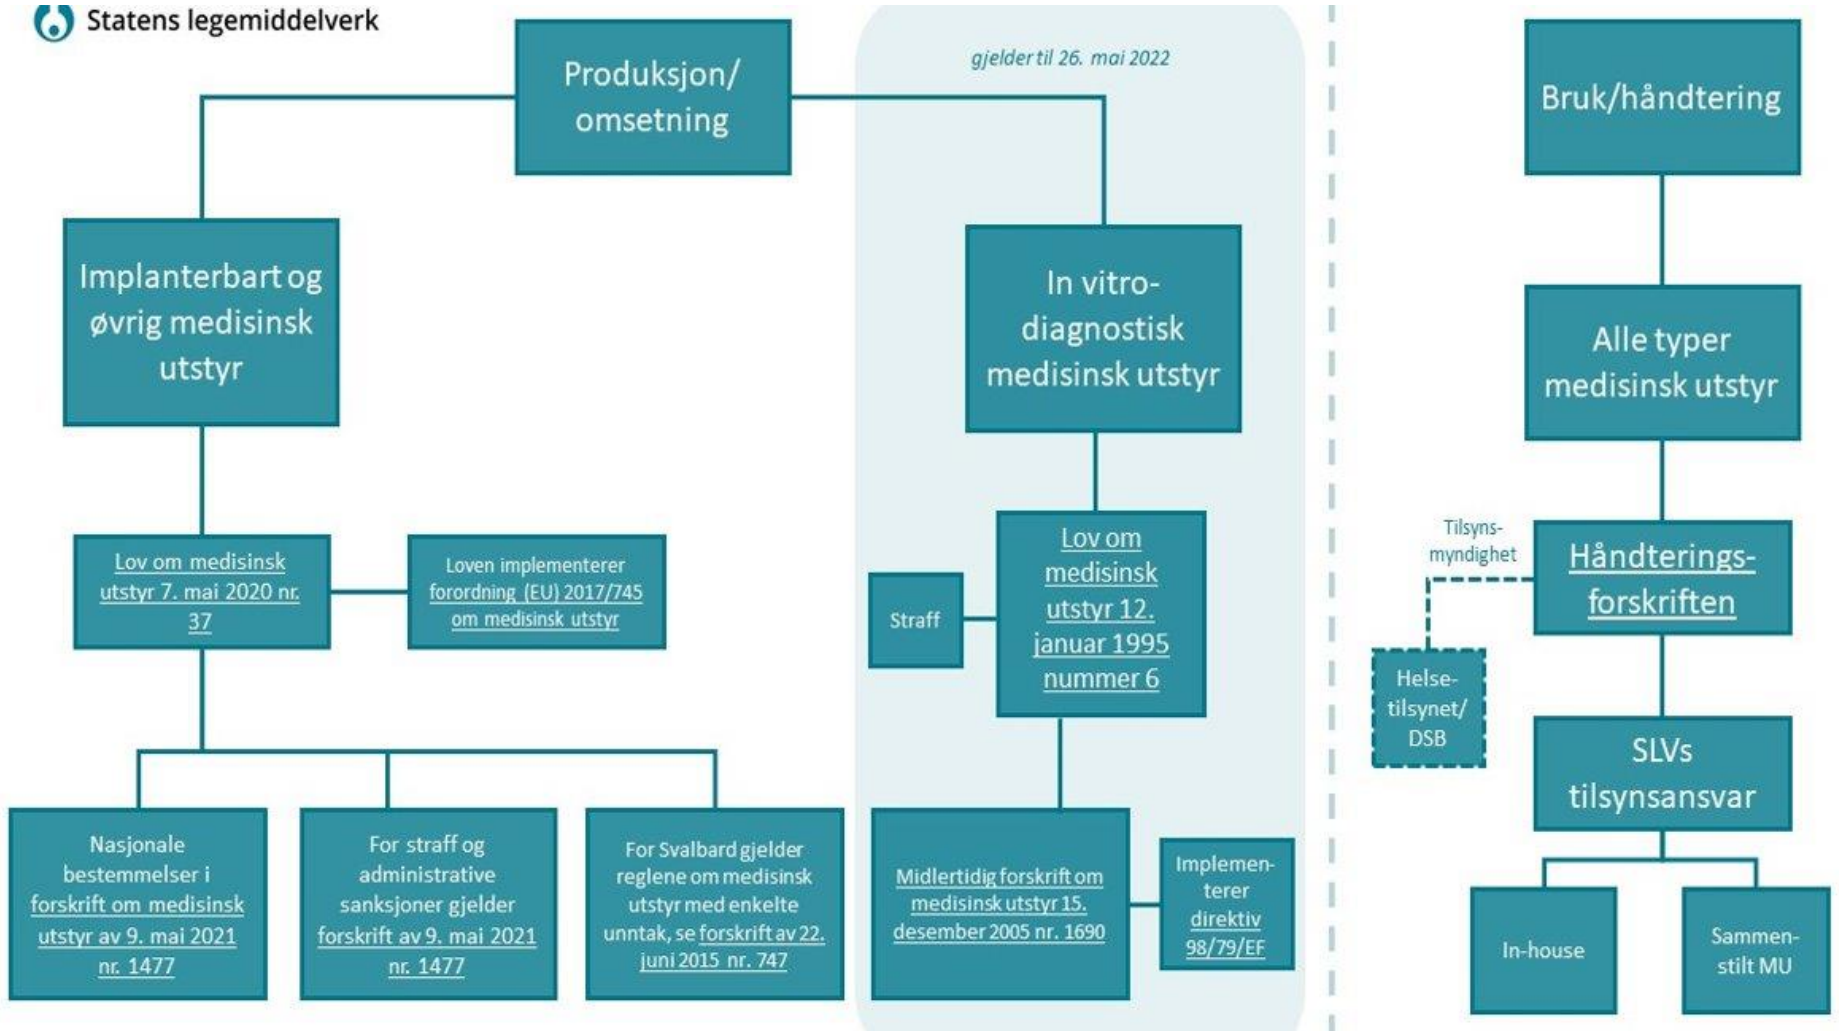 Statens legemiddelverk
Produksjon/
omsetning
gjelder til 26. mai 2022
Bruk/håndtering
Implanterbart og
øvrig medisinsk
utstyr
In vitro-
diagnostisk
medisinsk utstyr
Alle typer
medisinsk utstyr
Lov om medisinsk
utstyr 7. mai 2020 nr.
37
Loven implementerer
forordning (EU) 2017/745
om medisinsk utstyr
Straff
Lov om
medisinsk
utstyr 12.
januar 1995
nummer 6
Tilsyns-
myndighet
Håndterings-
forskriften
Helse-
tilsynet/
DSB
SLVs
tilsynsansvar
Nasjonale
bestemmelser i
forskrift om medisinsk
utstyr av 9. mai 2021
nr. 1477
For straff og
administrative
sanksjoner gjelder
forskrift av 9. mai 2021
nr. 1477
For Svalbard gjelder
reglene om medisinsk
utstyr med enkelte
unntak, se forskrift av 22.
juni 2015 nr. 747
Midlertidig forskrift om
medisinsk utstyr 15.
desember 2005 nr. 1690
Implemen-
terer
direktiv
98/79/EF
In-house
Sammen-
stilt MU